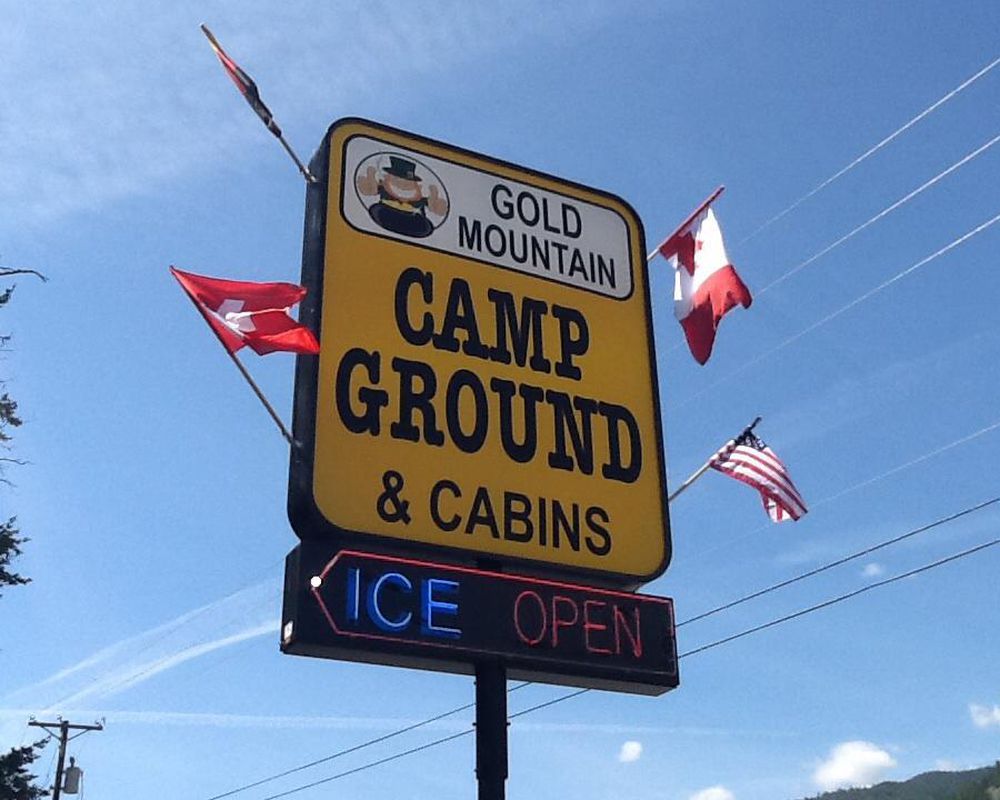 GOLD
MOUNTAIN
CAMP
GROUND
& CABINS
ICE OPEN